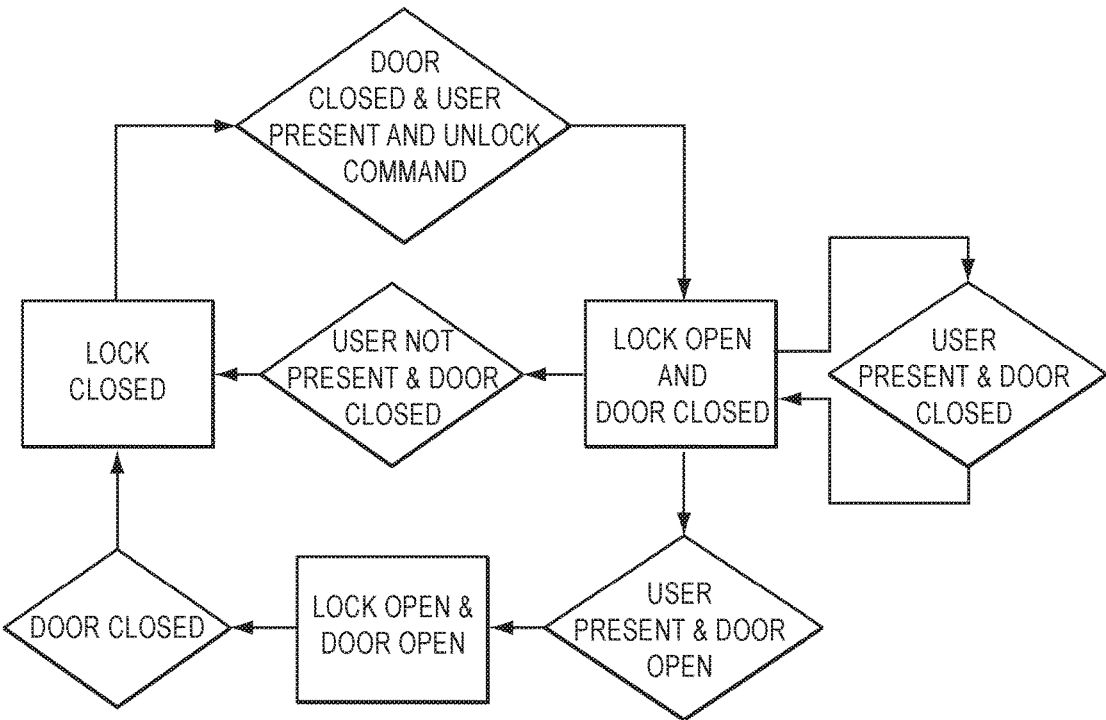 DOOR
CLOSED & USER
PRESENT AND UNLOCK
COMMAND
LOCK
CLOSED
USER NOT
PRESENT & DOOR
CLOSED
LOCK OPEN
AND
DOOR CLOSED
USER
PRESENT & DOOR
CLOSED
DOOR CLOSED
LOCK OPEN &
DOOR OPEN
USER
PRESENT & DOOR
OPEN